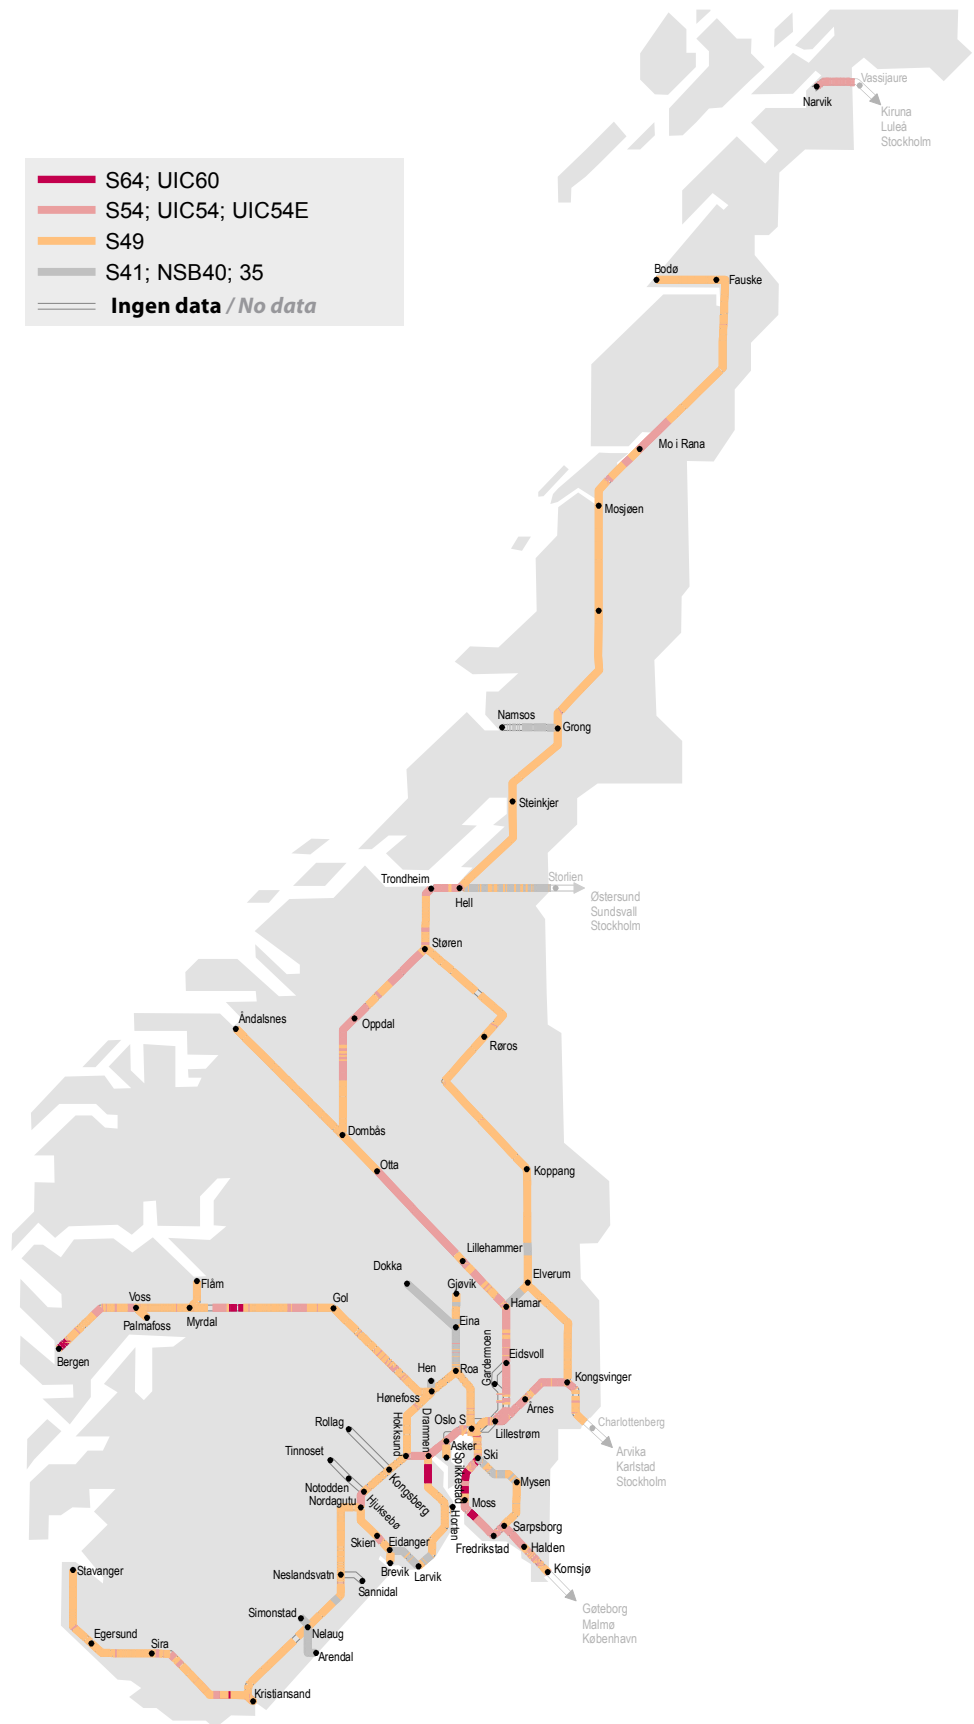 Vassijaure
Narvik
Kiruna
Luleå
Stockholm
S64; UIC60
S54; UIC54; UIC54E
S49
S41; NSB40; 35
Ingen data / No data
Bodø
Fauske
Mo i Rana
Mosjøen
Namsos
Grong
Steinkjer
Trondheim
Storlien
Hell
Østersund
Sundsvall
Stockholm
Støren
Åndalsnes
Oppdal
Røros
Dombås
Otta
Koppang
Lillehammer
Dokka
Gjøvik
Elverum
Flåm
Voss
Gol
Hamar
Palmafoss
Myrdal
Eina
Gardermoen
Eidsvoll
Bergen
Hen
Roa
Kongsvinger
Hønefoss
Årnes
Rollag
Hokksund
Drammen
Oslo S
Lillestrøm
Charlottenberg
Tinnoset
Asker
Spikkestad
Ski
Arvika
Karlstad
Stockholm
Notodden
Kongsberg
Mysen
Nordagutu
Hjuksebø
Horten
Moss
Sarpsborg
Skien
Eidanger
Fredrikstad
Halden
Stavanger
Neslandsvatn
Brevik
Larvik
Kornsjø
Sannidal
Simonstad
Gøteborg
Malmø
København
Egersund
Sira
Nelaug
Arendal
Kristiansand